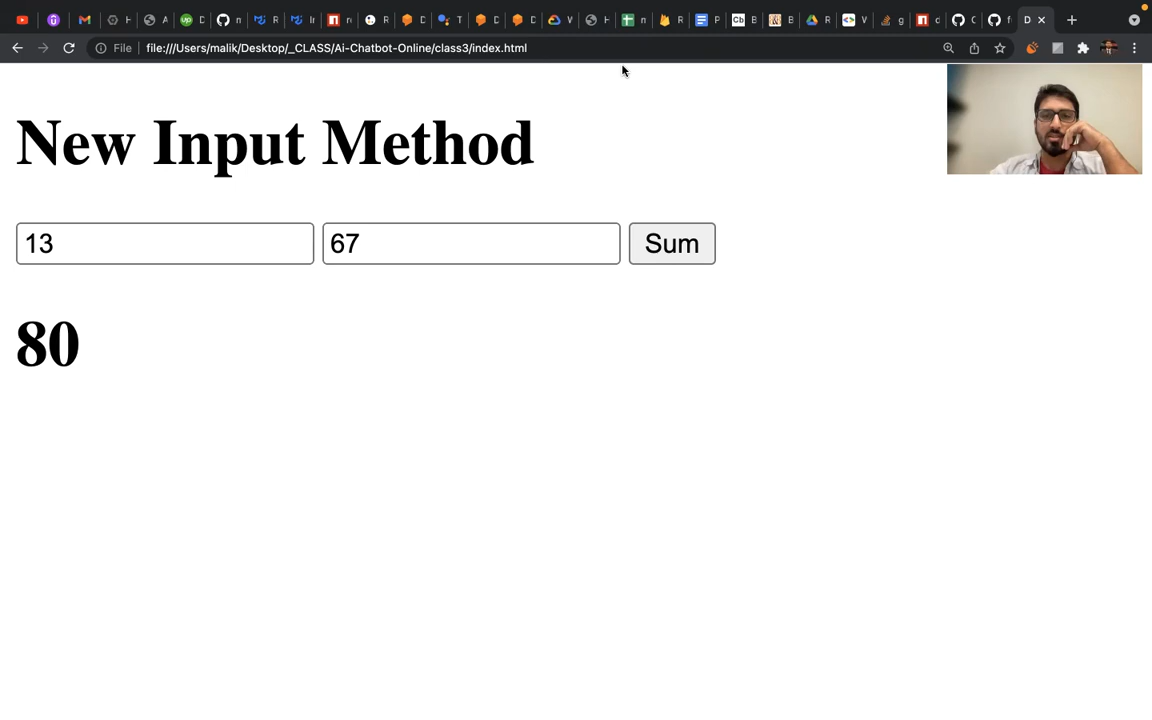 H A D n R Ir n R D T D D V H n R P B B R V g d C f D
File file:///Users/malik/Desktop/_CLASS/Ai-Chatbot-Online/class3/index.html
New Input Method
13 67 Sum
80